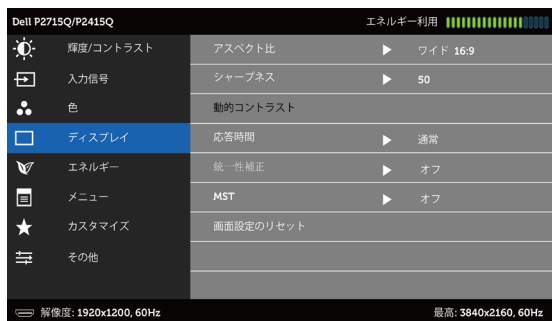 Dell P2715Q/P2415Q エネルギー利用
輝度/コントラスト アスペクト比 ワイド 16:9
入力信号 シャープネス 50
色 動的コントラスト
ディスプレイ 応答時間 通常
エネルギー 統一性補正 オフ
メニュー MST オフ
カスタマイズ 画面設定のリセット
その他
解像度: 1920x1200, 60Hz 最高: 3840x2160, 60Hz